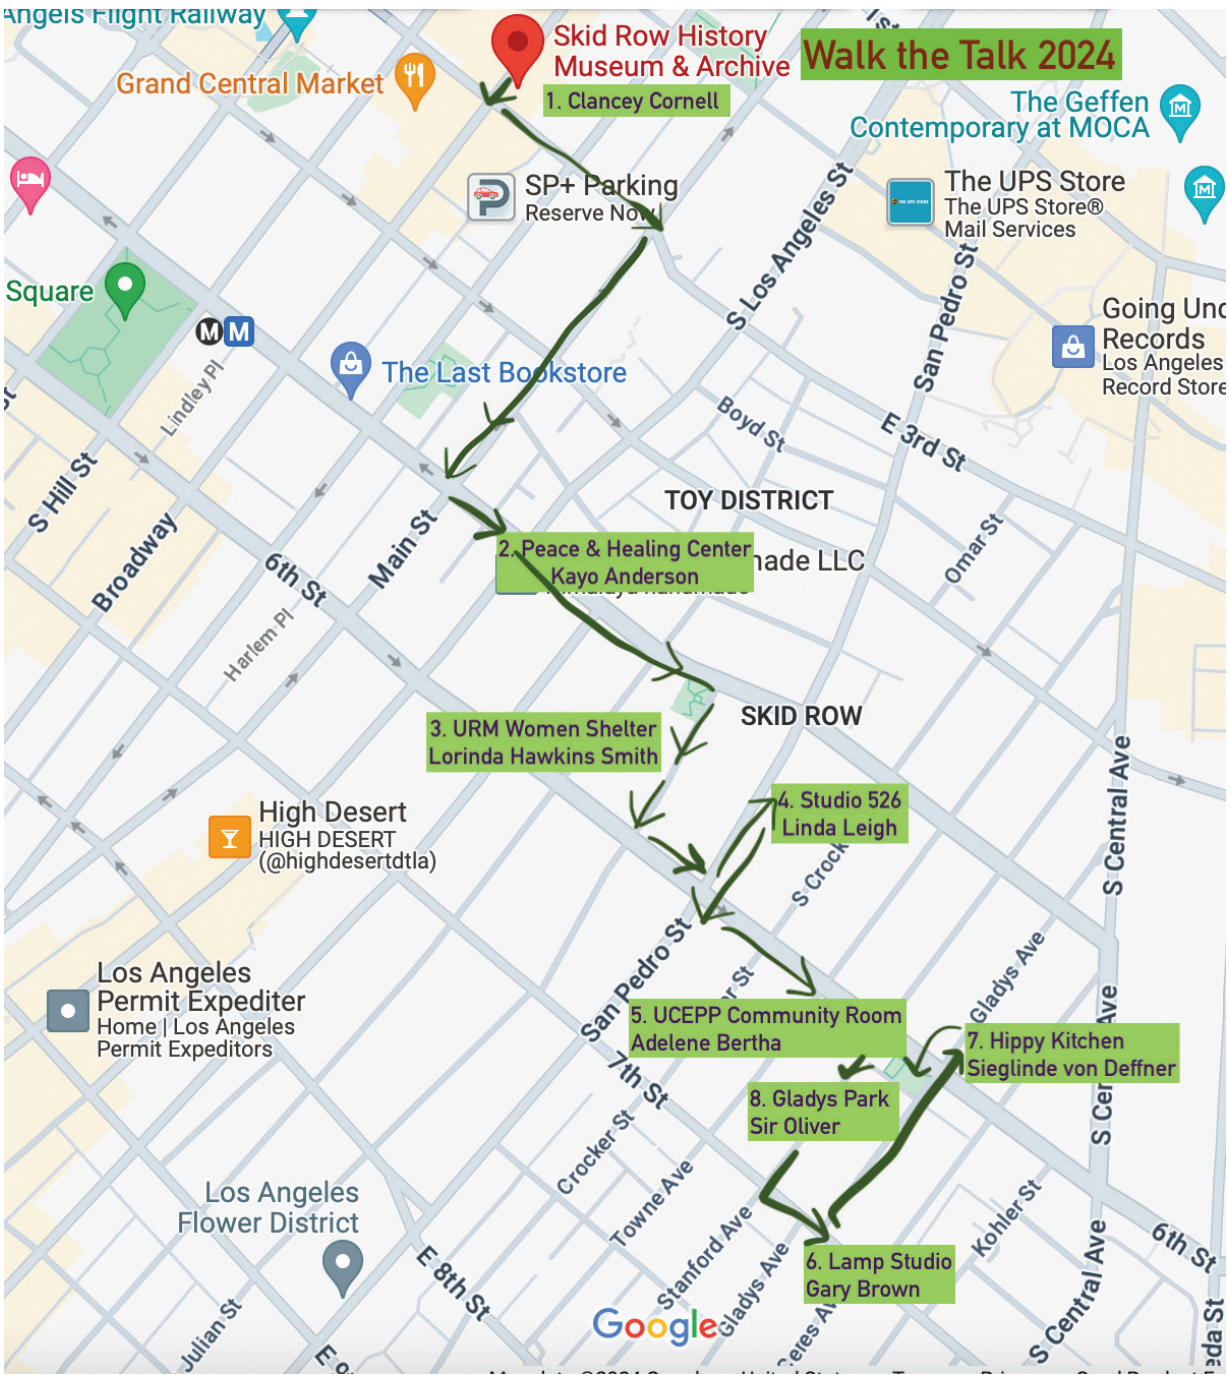 Angels Flight Railway
Grand Central Market
Skid Row History
Museum & Archive
Walk the Talk 2024
1. Clancey Cornell
The Geffen
Contemporary at MOCA
1st St
SP+ Parking
Reserve Now
The UPS Store
The UPS Store®
Mail Services
S Los Angeles St
San Pedro St
Square
M
M
Lindley Pl
The Last Bookstore
Going Und
Records
Los Angeles
Record Store
Boyd St
E 3rd St
S Hill St
Broadway
Main St
6th St
Harlem Pl
TOY DISTRICT
Omar St
2. Peace & Healing Center
Kayo Anderson
made LLC
SKID ROW
3. URM Women Shelter
Lorinda Hawkins Smith
4. Studio 526
Linda Leigh
S Crock
S Central Ave
High Desert
HIGH DESERT
(@highdesertdtla)
San Pedro St
Gladys Ave
Los Angeles
Permit Expediter
Home | Los Angeles
Permit Expeditors
5. UCEPP Community Room
Adelene Bertha
7. Hippy Kitchen
Sieglinde von Deffner
7th St
8. Gladys Park
Sir Oliver
Crocker St
Towne Ave
Stanford Ave
Gladys Ave
Ceres Av
Kohler St
6th St
S Central Ave
Los Angeles
Flower District
6. Lamp Studio
Gary Brown
E 8th St
Julian St
Google